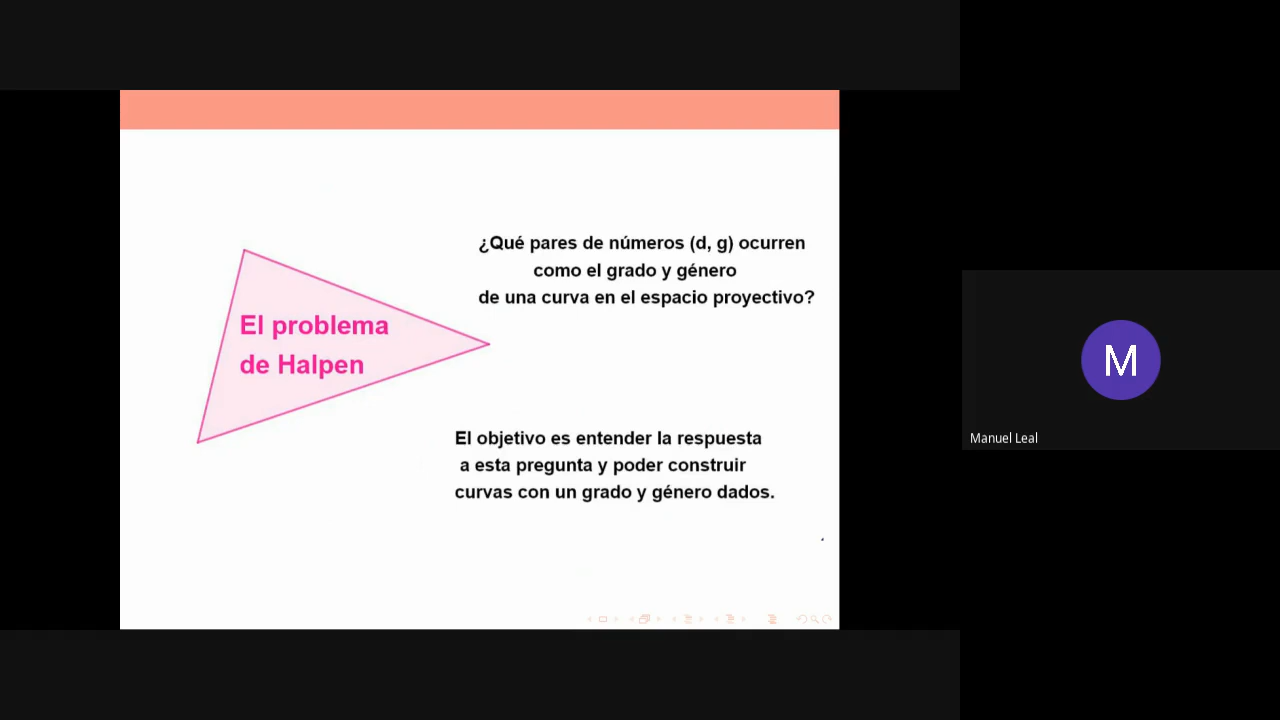 ¿Qué pares de números (d, g) ocurren
como el grado y género
de una curva en el espacio proyectivo?
El problema
de Halpen
El objetivo es entender la respuesta
a esta pregunta y poder construir
curvas con un grado y género dados.
M
Manuel Leal